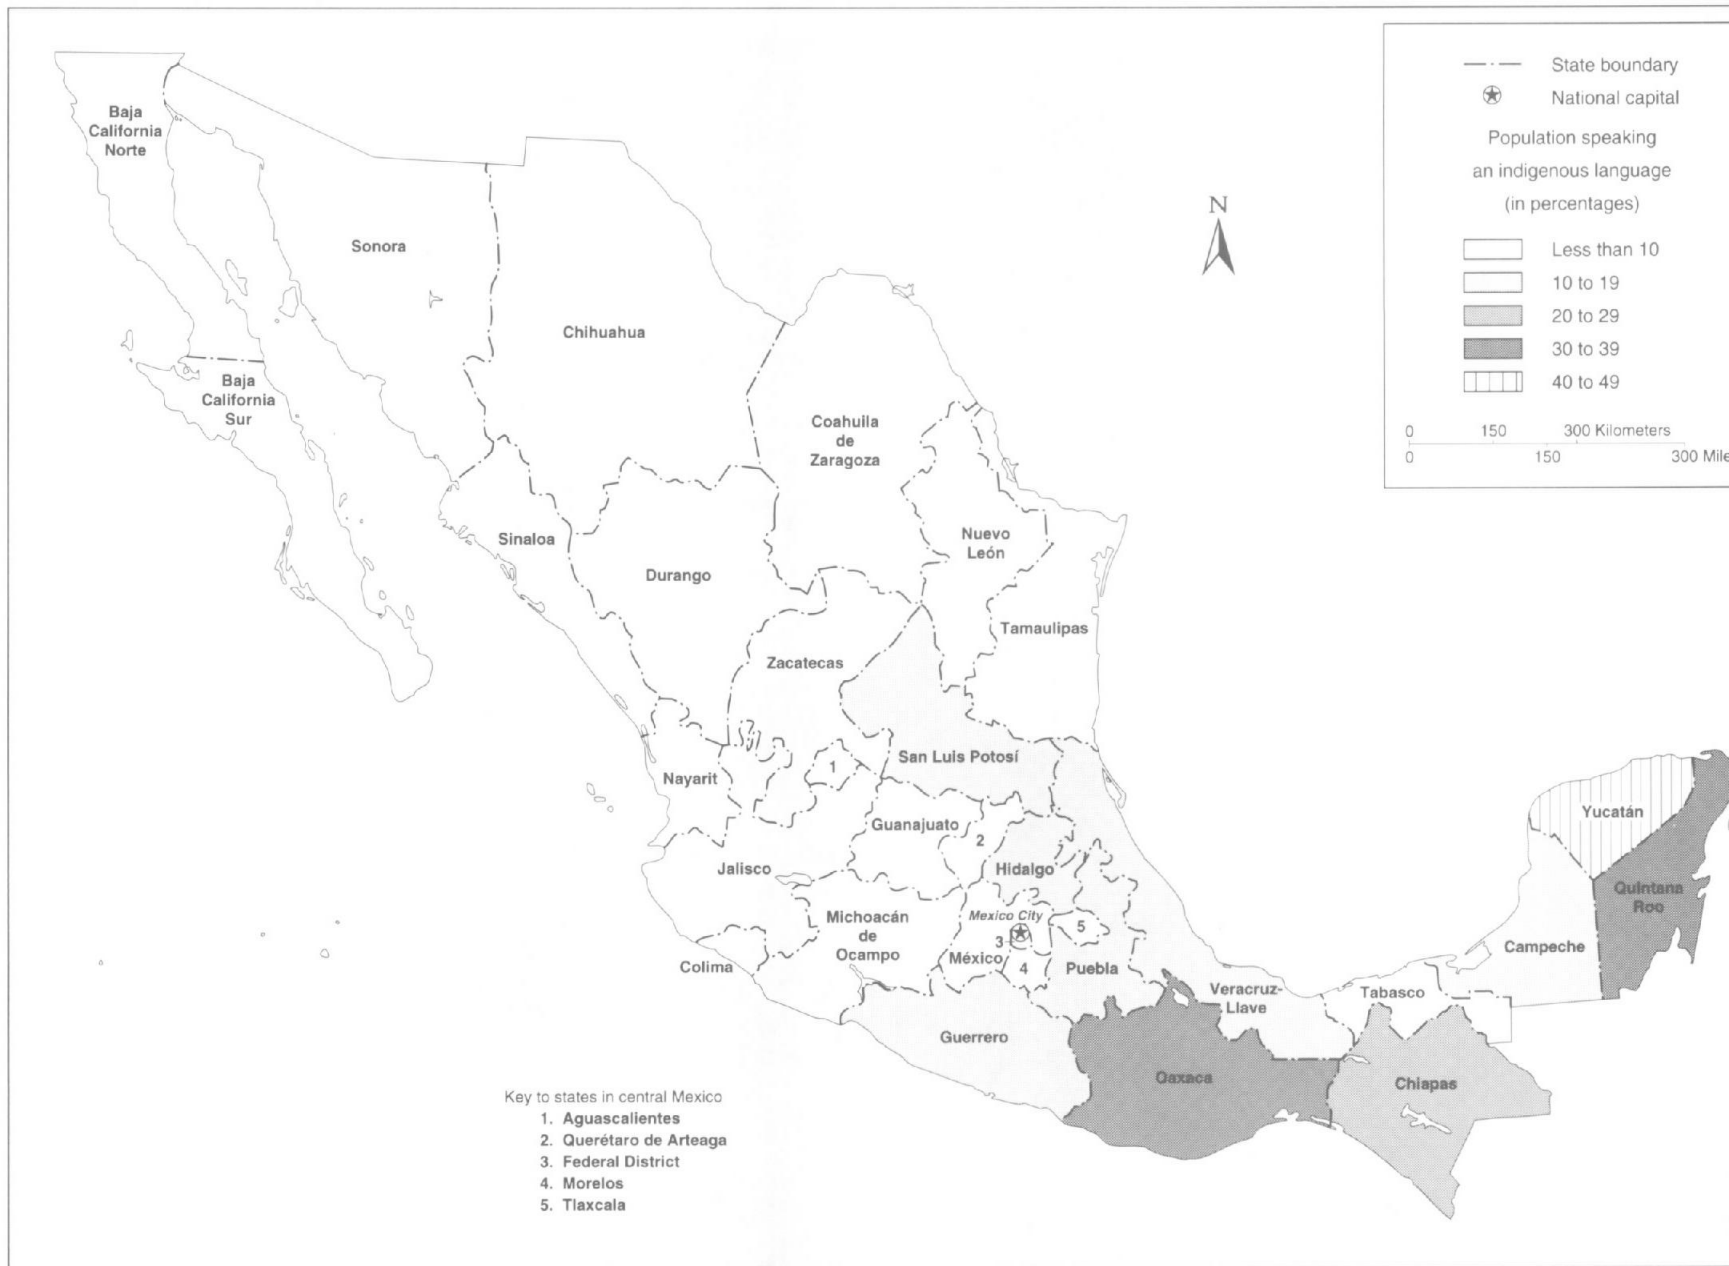 State boundary
National capital
Population speaking
an indigenous language
(in percentages)
Less than 10
10 to 19
20 to 29
30 to 39
40 to 49
0 150 300 Kilometers
0 150 300 Mile
N
Baja
California
Norte
Sonora
Chihuahua
Baja
California
Sur
Coahuila
de
Zaragoza
Sinaloa
Durango
Nuevo
León
Tamaulipas
Zacatecas
San Luis Potosí
Nayarit
1
Guanajuato
2
Hidalgo
Jalisco
Michoacán
de
Ocampo
Mexico City
3
México
4
5
Puebla
Colima
Guerrero
Veracruz-
Llave
Oaxaca
Tabasco
Chiapas
Campeche
Yucatán
Quintana
Roo
Key to states in central Mexico
1. Aguascalientes
2. Querétaro de Arteaga
3. Federal District
4. Morelos
5. Tlaxcala